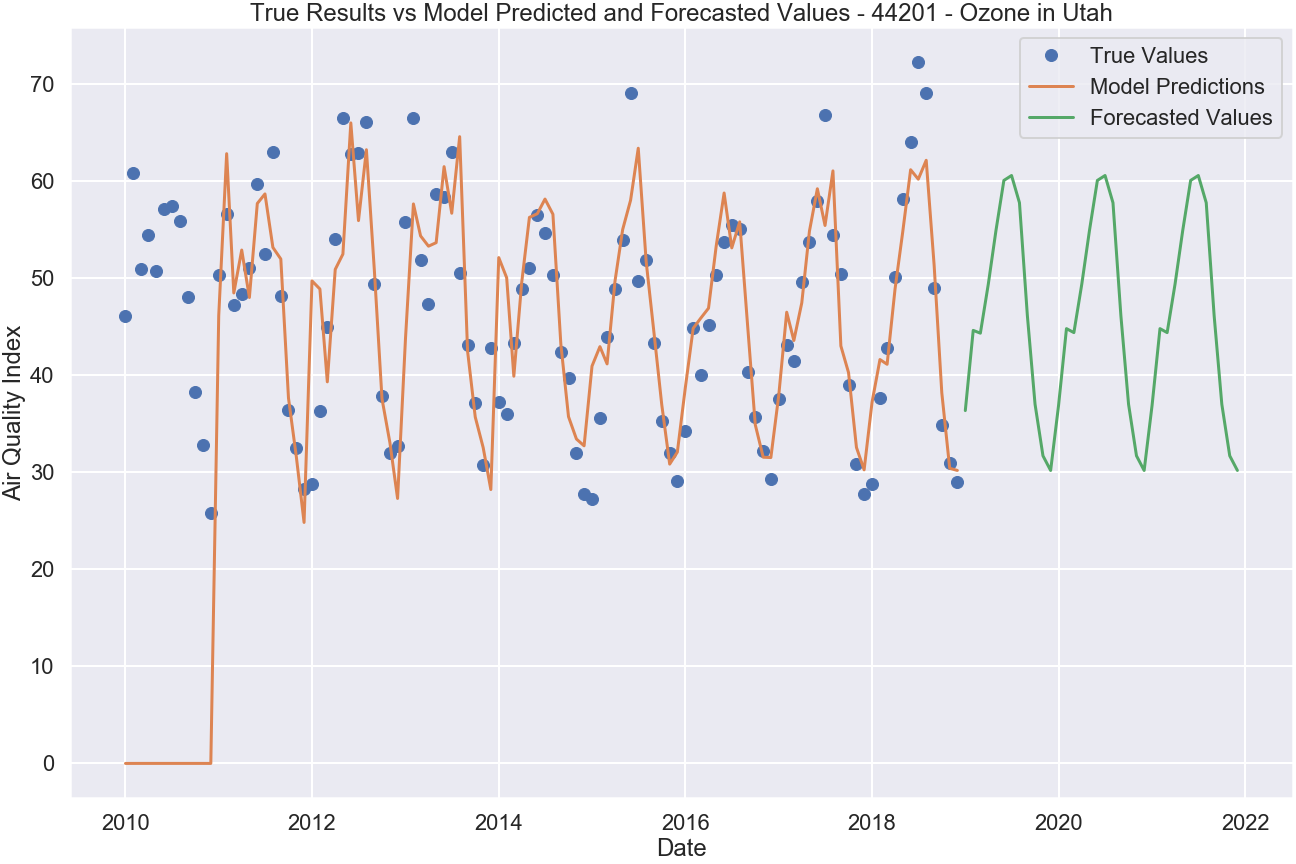 True Results vs Model Predicted and Forecasted Values - 44201 - Ozone in Utah
True Values
Model Predictions
Forecasted Values
Air Quality Index
70
60
50
40
30
20
10
0
2010 2012 2014 2016 2018 2020 2022
Date